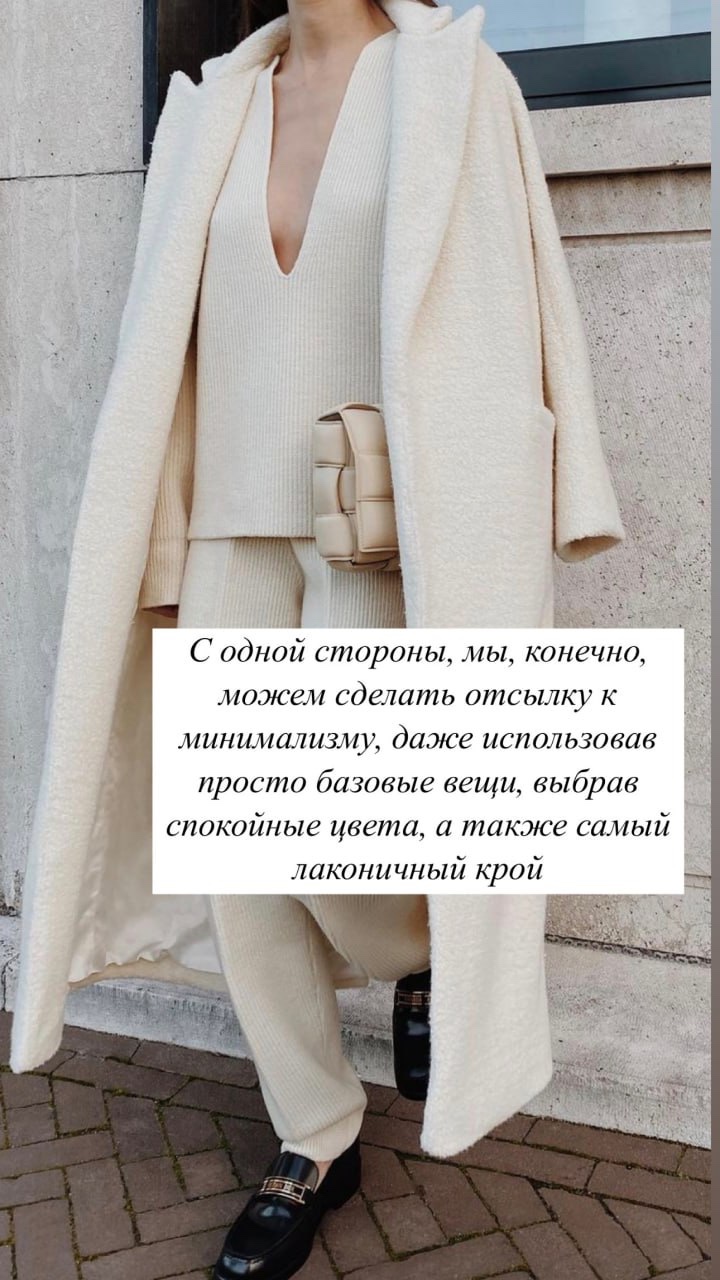 С одной стороны, мы, конечно,
можем сделать отсылку к
минимализму, даже использовав
просто базовые вещи, выбрав
спокойные цвета, а также самый
лаконичный крой